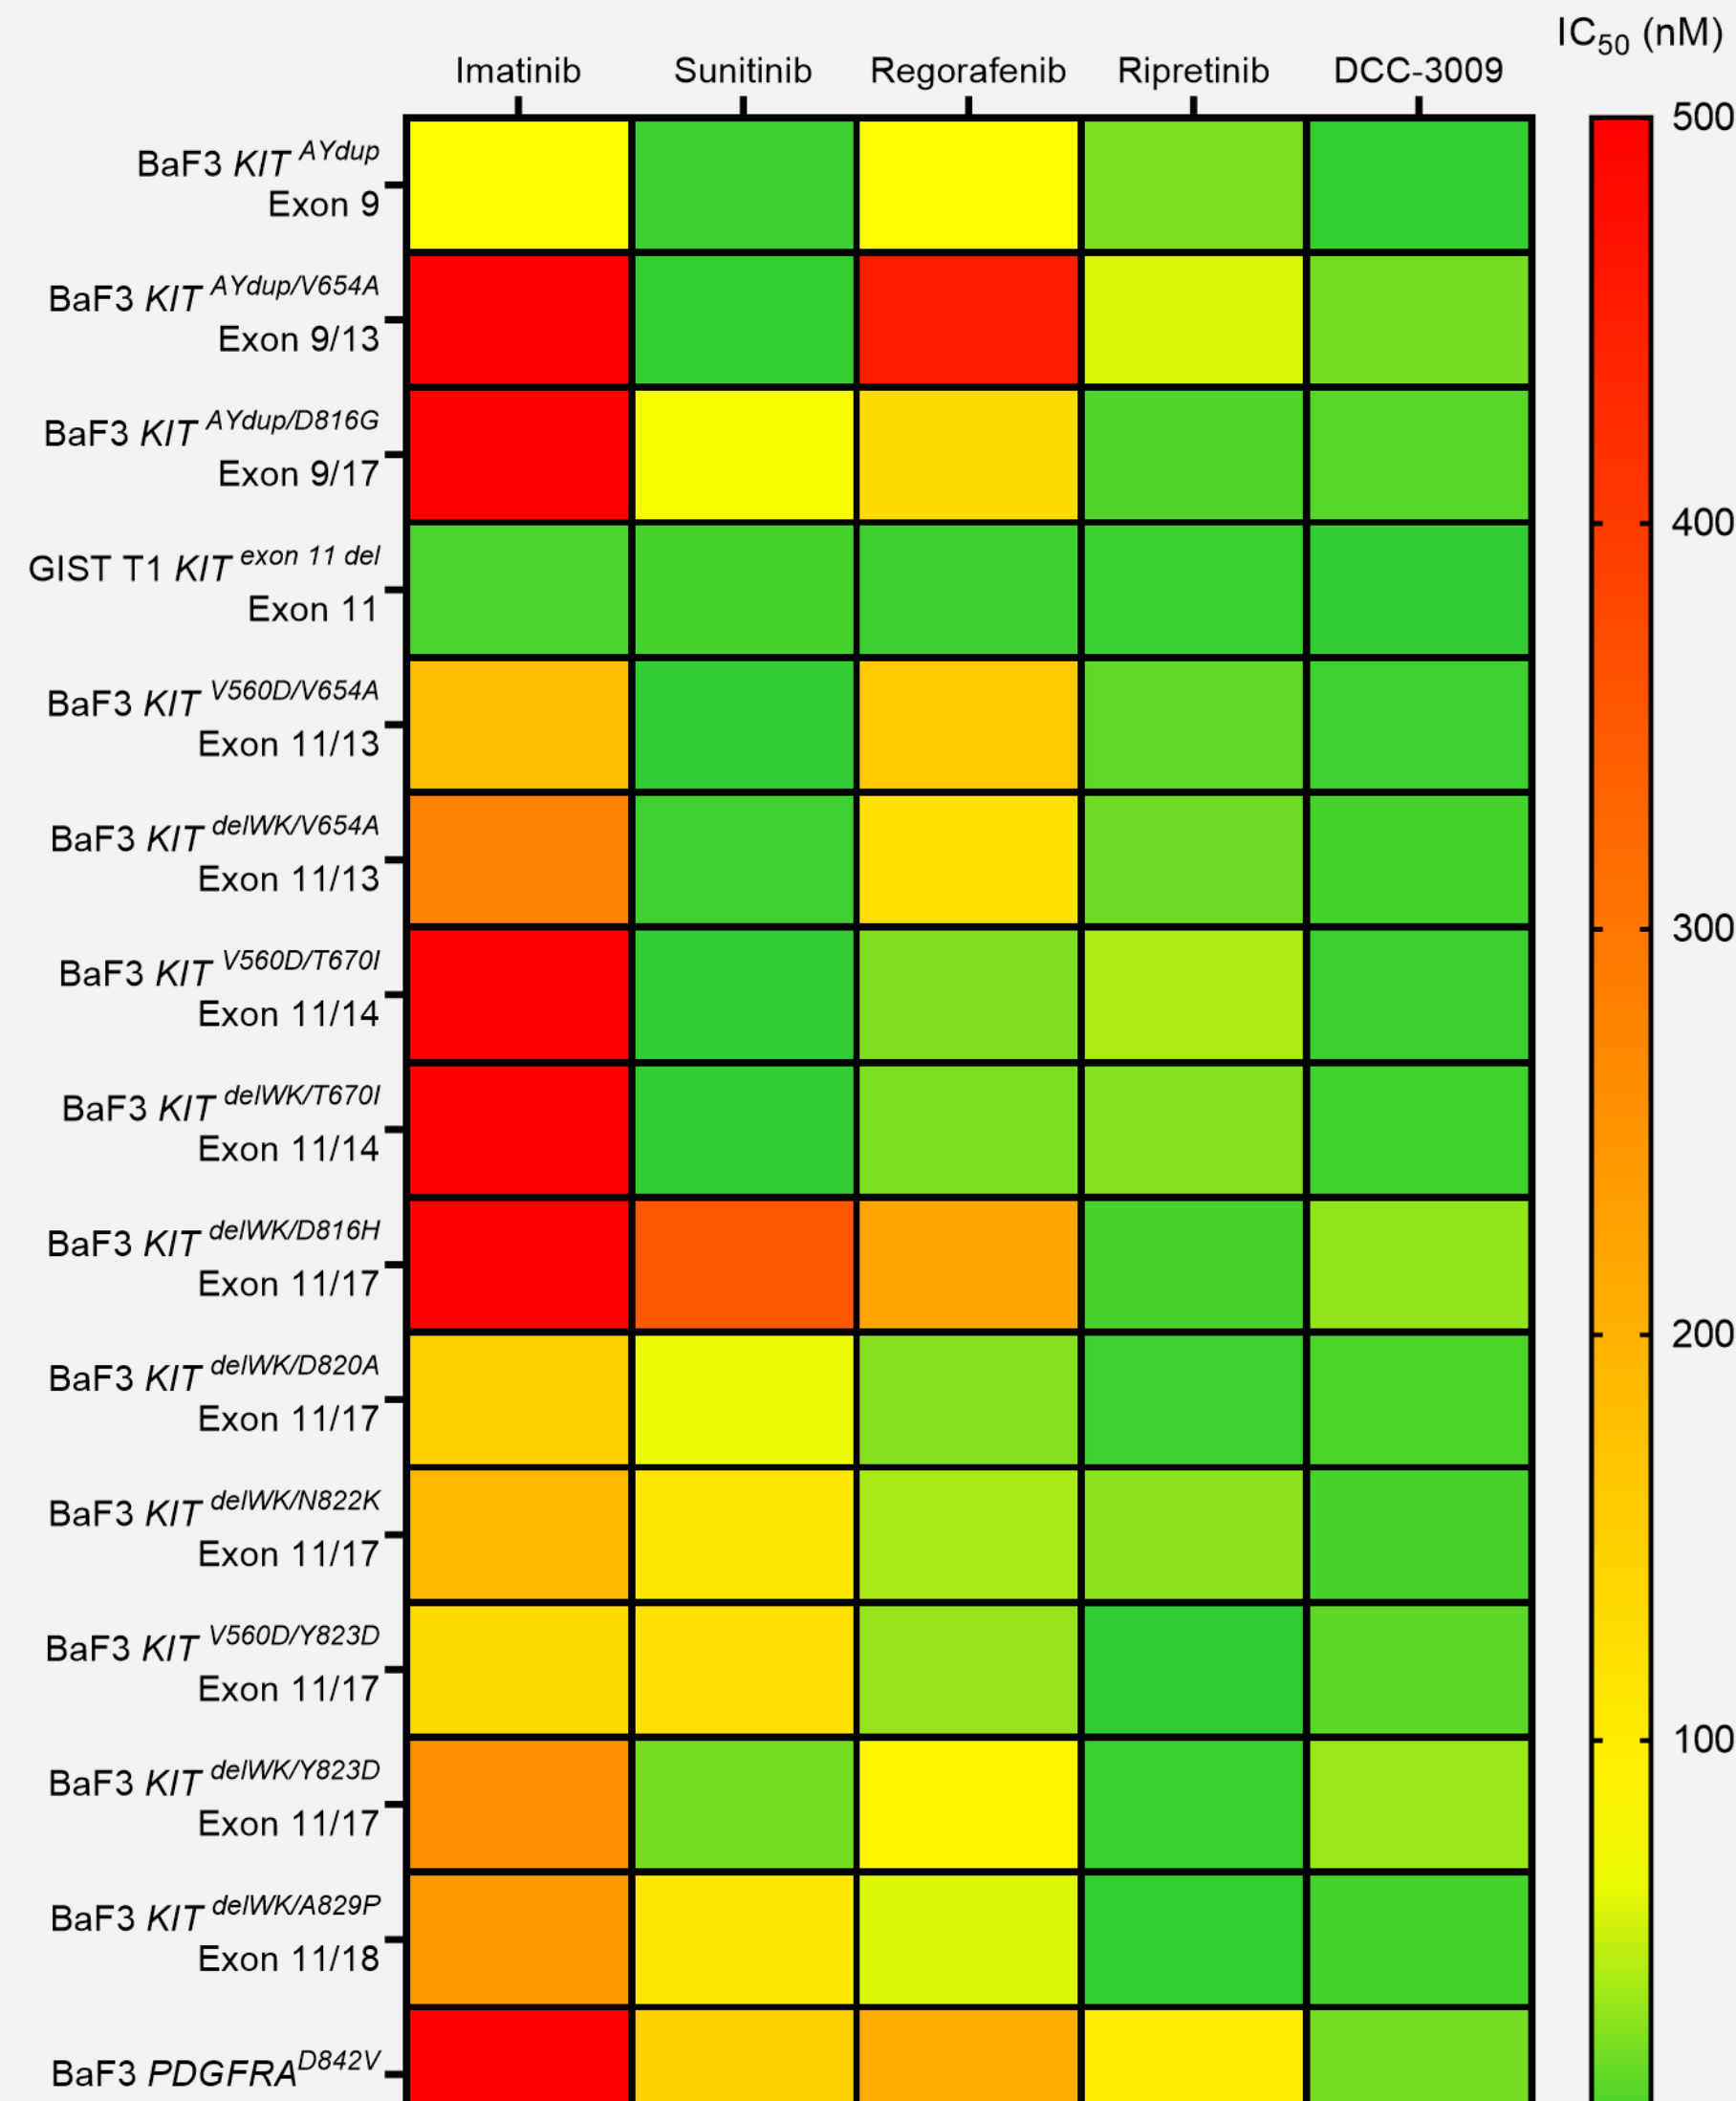 IC50 (nM)
Imatinib Sunitinib Regorafenib Ripretinib DCC-3009
BaF3 KIT AYdup
Exon 9
BaF3 KIT AYdup/V654A
Exon 9/13
BaF3 KIT AYdup/D816G
Exon 9/17
GIST T1 KIT exon 11 del
Exon 11
BaF3 KIT V560D/V654A
Exon 11/13
BaF3 KIT delWK/V654A
Exon 11/13
BaF3 KIT V560D/T670I
Exon 11/14
BaF3 KIT delWK/T670I
Exon 11/14
BaF3 KIT delWK/D816H
Exon 11/17
BaF3 KIT delWK/D820A
Exon 11/17
BaF3 KIT delWK/N822K
Exon 11/17
BaF3 KIT V560D/Y823D
Exon 11/17
BaF3 KIT delWK/Y823D
Exon 11/17
BaF3 KIT delWK/A829P
Exon 11/18
BaF3 PDGFRA D842V
500
400
300
200
100